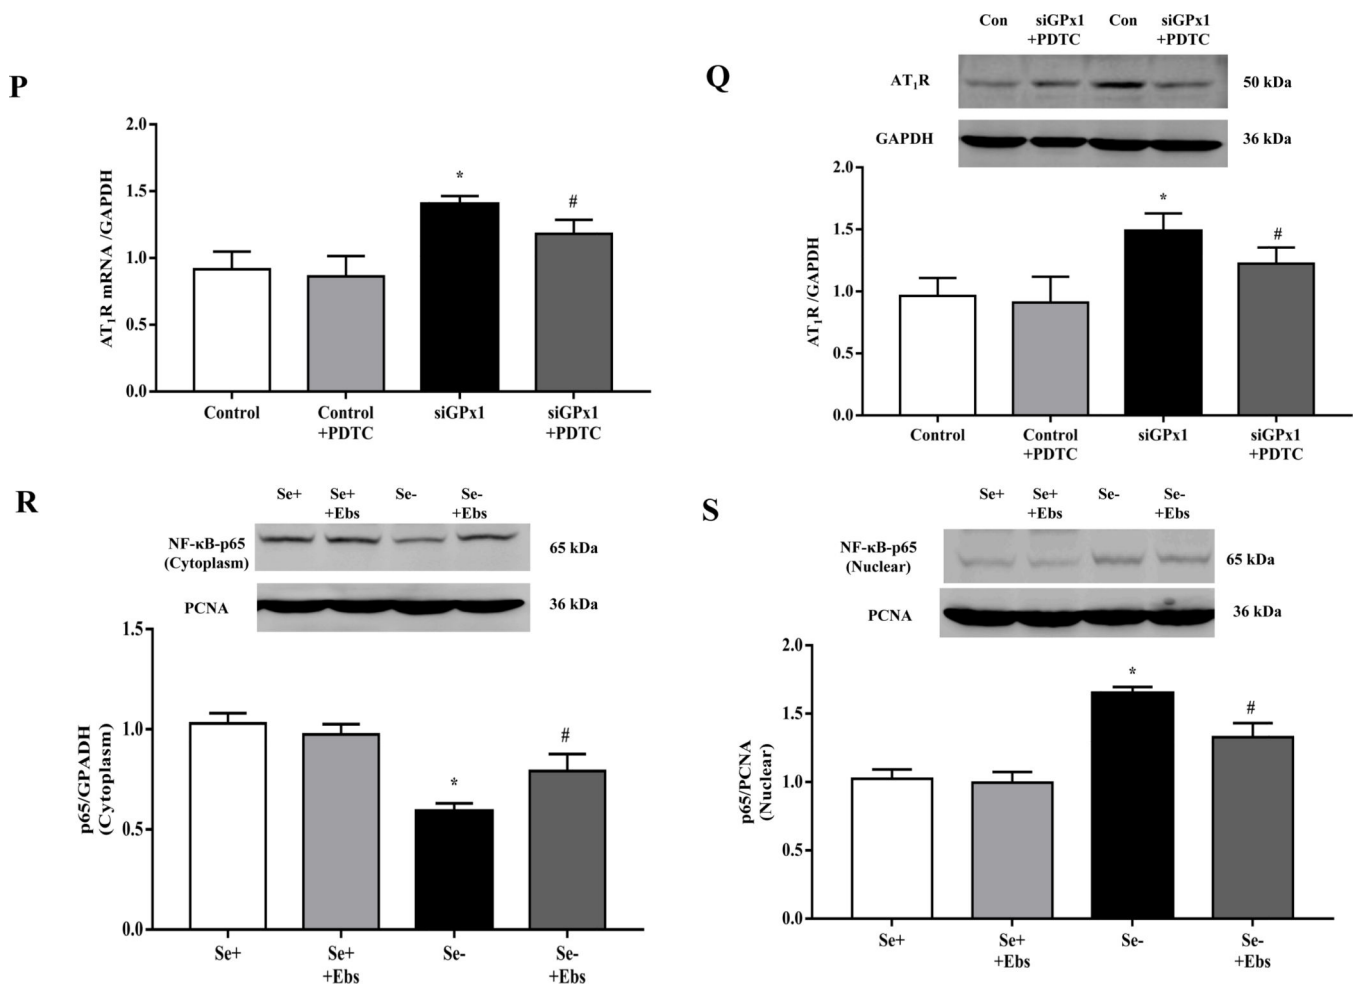 P
2.0
1.5
1.0
0.5
0.0
AT₁R mRNA /GAPDH
*
#
Control
Control
+PDTC
siGPx1
siGPx1
+PDTC
Q
Con
siGPx1
+PDTC
Con
siGPx1
+PDTC
AT₁R
50 kDa
GAPDH
36 kDa
2.0
1.5
1.0
0.5
0.0
AT₁R /GAPDH
*
#
Control
Control
+PDTC
siGPx1
siGPx1
+PDTC
R
Se+
Se+
+Ebs
Se-
Se-
+Ebs
NF-κB-p65
(Cytoplasm)
65 kDa
PCNA
36 kDa
1.5
1.0
0.5
0.0
p65/GPADH
(Cytoplasm)
*
#
Se+
Se+
+Ebs
Se-
Se-
+Ebs
S
Se+
Se+
+Ebs
Se-
Se-
+Ebs
NF-κB-p65
(Nuclear)
65 kDa
PCNA
36 kDa
2.0
1.5
1.0
0.5
0.0
p65/PCNA
(Nuclear)
*
#
Se+
Se+
+Ebs
Se-
Se-
+Ebs